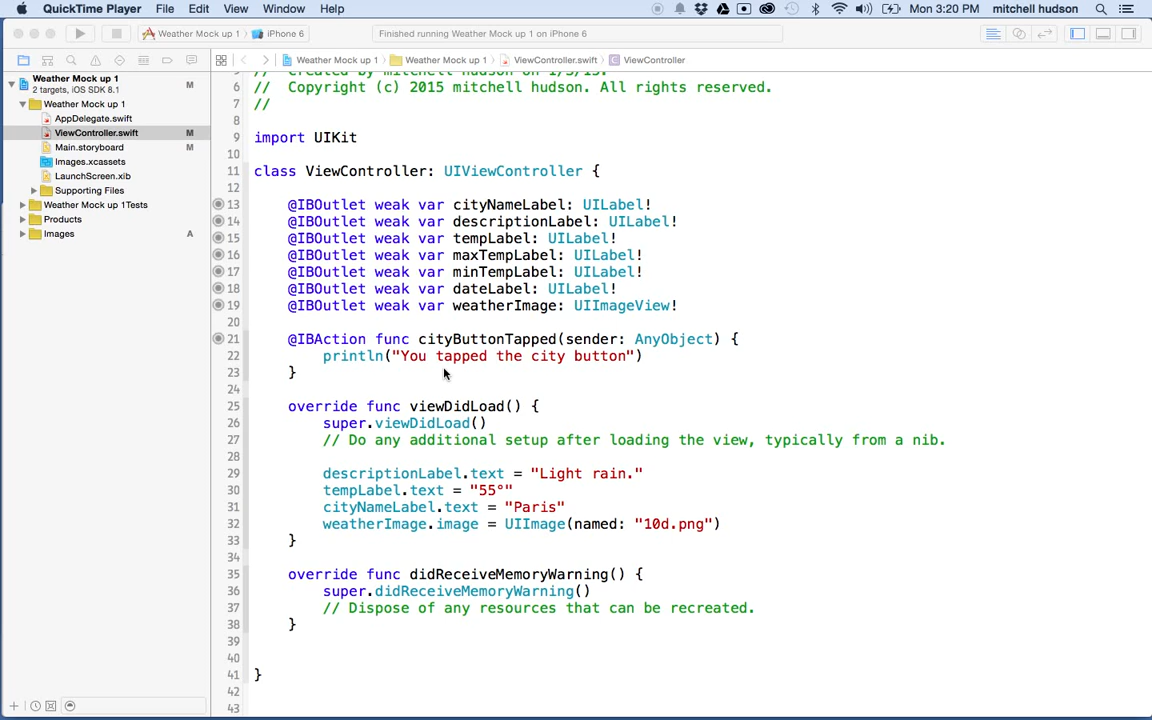 QuickTime Player File Edit View Window Help Mon 3:20 PM mitchell hudson
Weather Mock up 1 iPhone 6 Finished running Weather Mock up 1 on iPhone 6
Weather Mock up 1 Weather Mock up 1 ViewController.swift ViewController
Weather Mock up 1 M
2 targets, iOS SDK 8.1
Weather Mock up 1
AppDelegate.swift
ViewController.swift M
Main.storyboard M
Images.xcassets
LaunchScreen.xib
Supporting Files
Weather Mock up 1Tests
Products
Images A
// Created by mitchell hudson on 1/5/15.
6 // Copyright (c) 2015 mitchell hudson. All rights reserved.
7 //
8
9 import UIKit
10
11 class ViewController: UIViewController {
12
13 @IBOutlet weak var cityNameLabel: UILabel!
14 @IBOutlet weak var descriptionLabel: UILabel!
15 @IBOutlet weak var tempLabel: UILabel!
16 @IBOutlet weak var maxTempLabel: UILabel!
17 @IBOutlet weak var minTempLabel: UILabel!
18 @IBOutlet weak var dateLabel: UILabel!
19 @IBOutlet weak var weatherImage: UIImageView!
20
21 @IBAction func cityButtonTapped(sender: AnyObject) {
22 println("You tapped the city button")
23 }
24
25 override func viewDidLoad() {
26 super.viewDidLoad()
27 // Do any additional setup after loading the view, typically from a nib.
28
29 descriptionLabel.text = "Light rain."
30 tempLabel.text = "55°"
31 cityNameLabel.text = "Paris"
32 weatherImage.image = UIImage(named: "10d.png")
33 }
34
35 override func didReceiveMemoryWarning() {
36 super.didReceiveMemoryWarning()
37 // Dispose of any resources that can be recreated.
38 }
39
40
41 }
42
43